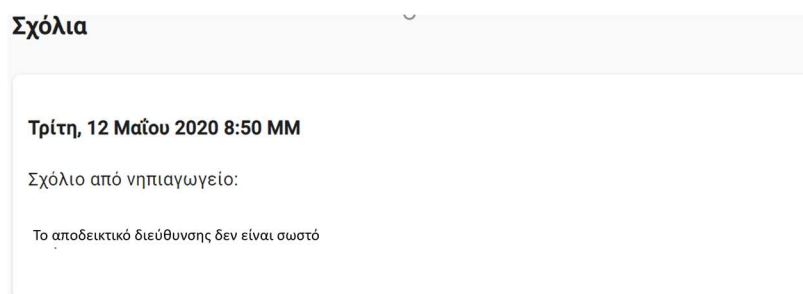 Σχόλια
Τρίτη, 12 Μαΐου 2020 8:50 ΜΜ
Σχόλιο από νηπιαγωγείο:
Το αποδεικτικό διεύθυνσης δεν είναι σωστό